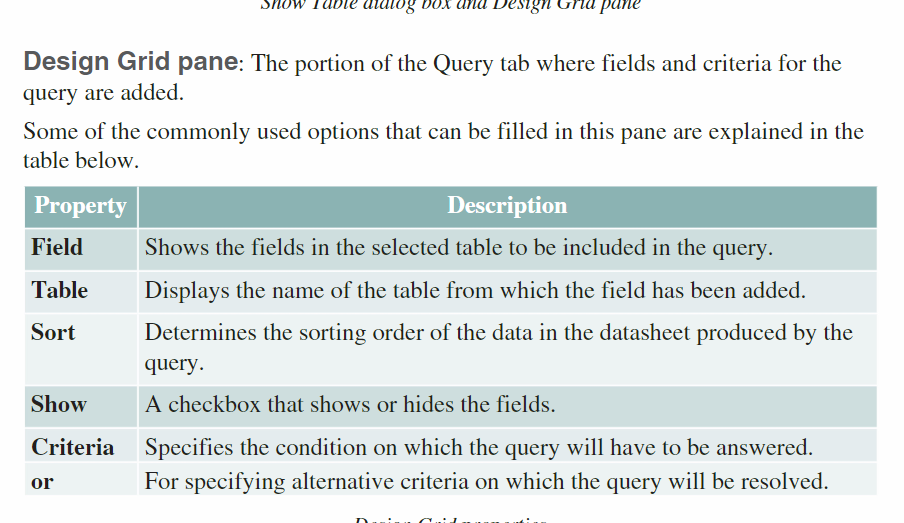 Show Table dialog box and Design Grid pane
Design Grid pane: The portion of the Query tab where fields and criteria for the
query are added.
Some of the commonly used options that can be filled in this pane are explained in the
table below.
Property Description
Field Shows the fields in the selected table to be included in the query.
Table Displays the name of the table from which the field has been added.
Sort Determines the sorting order of the data in the datasheet produced by the
query.
Show A checkbox that shows or hides the fields.
Criteria Specifies the condition on which the query will have to be answered.
or For specifying alternative criteria on which the query will be resolved.
Design Grid properties